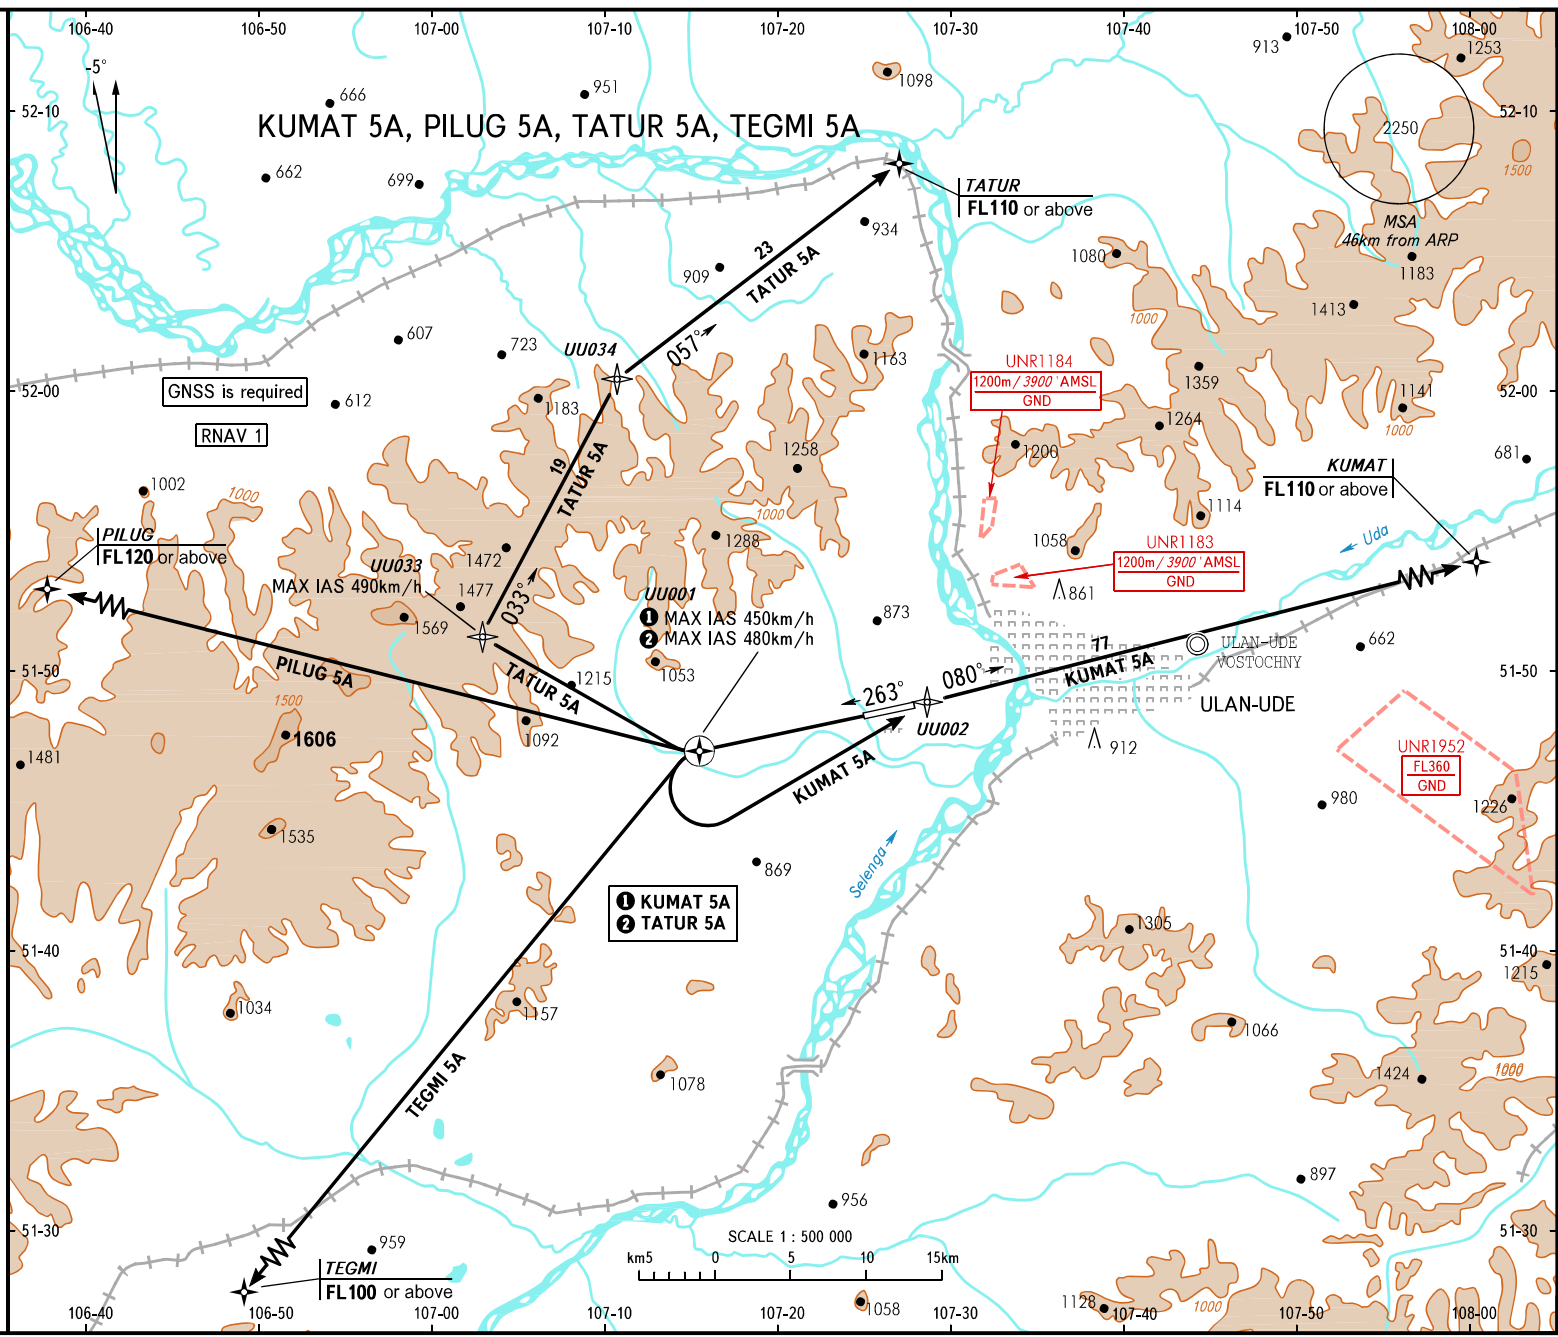 106-40 106-50 107-00 107-10 107-20 107-30 107-40 107-50 108-00
913
1253
-5°
951
1098
666
52-10
52-10
KUMAT 5A, PILUG 5A, TATUR 5A, TEGMI 5A
2250
1500
662
699
TATUR
FL110 or above
934
MSA
46km from ARP
1080
1183
23
TATUR 5A
909
1413
1000
607
723
UU034
057°
1163
UNR1184
1200m/3900'AMSL
GND
1359
52-00
52-00
GNSS is required
612
1183
1141
1000
RNAV 1
1264
1200
1258
19
TATUR 5A
681
KUMAT
FL110 or above
1002
1000
1000
1114
PILUG
FL120 or above
1288
1472
1058
Uda
UNR1183
1200m/3900'AMSL
GND
UU033
MAX IAS 490km/h
1477
033°
UU001
❶ MAX IAS 450km/h
❷ MAX IAS 480km/h
861
1569
873
77
KUMAT 5A
ULAN-UDE
VOSTOCHNY
662
51-50
51-50
PILUG 5A
TATUR 5A
1215
1053
263°
080°
1500
ULAN-UDE
1606
1092
UU002
912
1481
KUMAT 5A
UNR1952
FL360
GND
980
1226
1535
869
Selenga
❶ KUMAT 5A
❷ TATUR 5A
1305
51-40
51-40
1215
1034
1157
1066
1078
1424
1000
TEGMI 5A
897
956
51-30
51-30
SCALE 1 : 500 000
959
km5 0 5 10 15km
TEGMI
FL100 or above
1058
1128
1000
106-40 106-50 107-00 107-10 107-20 107-30 107-40 107-50 108-00